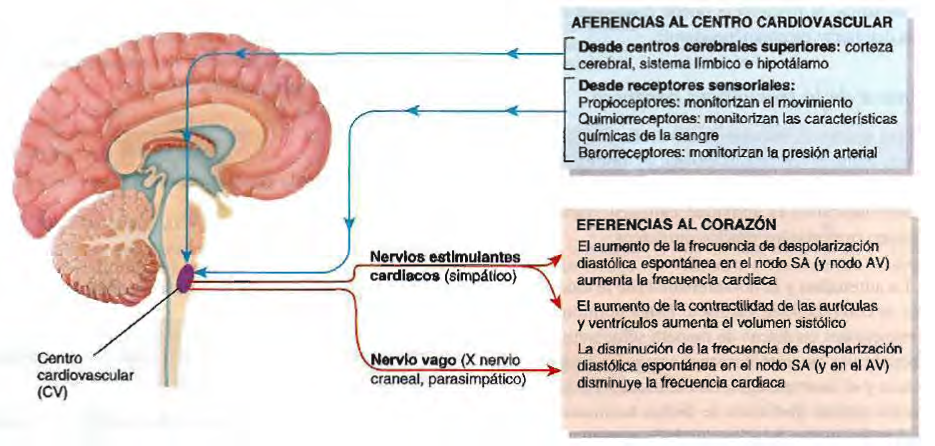 AFERENCIAS AL CENTRO CARDIOVASCULAR
Desde centros cerebrales superiores: corteza
cerebral, sistema límbico e hipotálamo
Desde receptores sensoriales:
Propioceptores: monitorizan el movimiento
Quimiorreceptores: monitorizan las características
químicas de la sangre
Barorreceptores: monitorizan la presión arterial
EFERENCIAS AL CORAZÓN
El aumento de la frecuencia de despolarización
diastólica espontánea en el nodo SA (y nodo AV)
aumenta la frecuencia cardiaca
El aumento de la contractilidad de las aurículas
y ventrículos aumenta el volumen sistólico
La disminución de la frecuencia de despolarización
diastólica espontánea en el nodo SA (y en el AV)
disminuye la frecuencia cardiaca
Nervios estimulantes
cardiacos (simpático)
Nervio vago (X nervio
craneal, parasimpático)
Centro
cardiovascular
(CV)